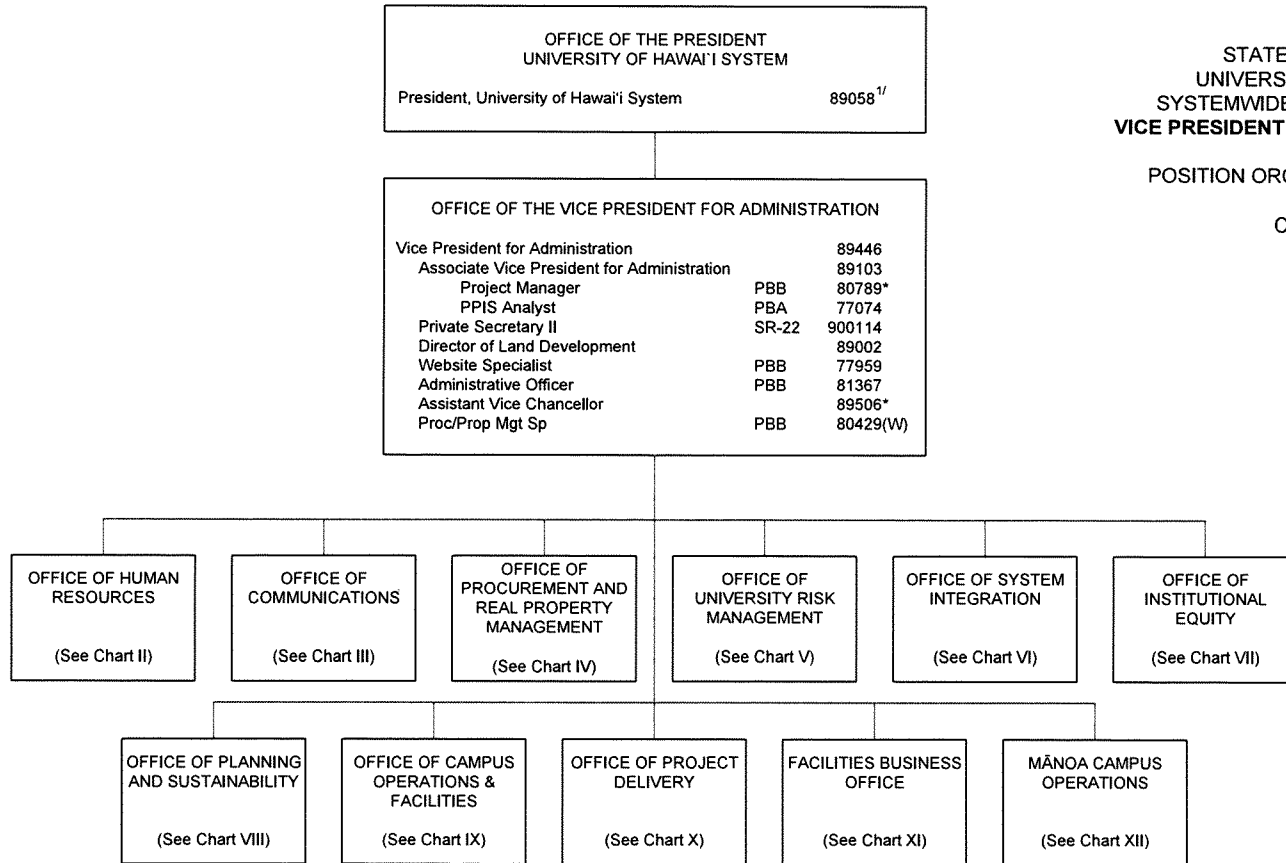 OFFICE OF THE PRESIDENT
UNIVERSITY OF HAWAI`I SYSTEM
President, University of Hawai'i System 89058 1/
STATE
UNIVERS
SYSTEMWIDE
VICE PRESIDENT
POSITION ORG
C
OFFICE OF THE VICE PRESIDENT FOR ADMINISTRATION
Vice President for Administration 89446
Associate Vice President for Administration 89103
Project Manager PBB 80789*
PPIS Analyst PBA 77074
Private Secretary II SR-22 900114
Director of Land Development 89002
Website Specialist PBB 77959
Administrative Officer PBB 81367
Assistant Vice Chancellor 89506*
Proc/Prop Mgt Sp PBB 80429(W)
OFFICE OF HUMAN
RESOURCES
(See Chart II)
OFFICE OF
COMMUNICATIONS
(See Chart III)
OFFICE OF
PROCUREMENT AND
REAL PROPERTY
MANAGEMENT
(See Chart IV)
OFFICE OF
UNIVERSITY RISK
MANAGEMENT
(See Chart V)
OFFICE OF SYSTEM
INTEGRATION
(See Chart VI)
OFFICE OF
INSTITUTIONAL
EQUITY
(See Chart VII)
OFFICE OF PLANNING
AND SUSTAINABILITY
(See Chart VIII)
OFFICE OF CAMPUS
OPERATIONS &
FACILITIES
(See Chart IX)
OFFICE OF PROJECT
DELIVERY
(See Chart X)
FACILITIES BUSINESS
OFFICE
(See Chart XI)
MĀNOA CAMPUS
OPERATIONS
(See Chart XII)